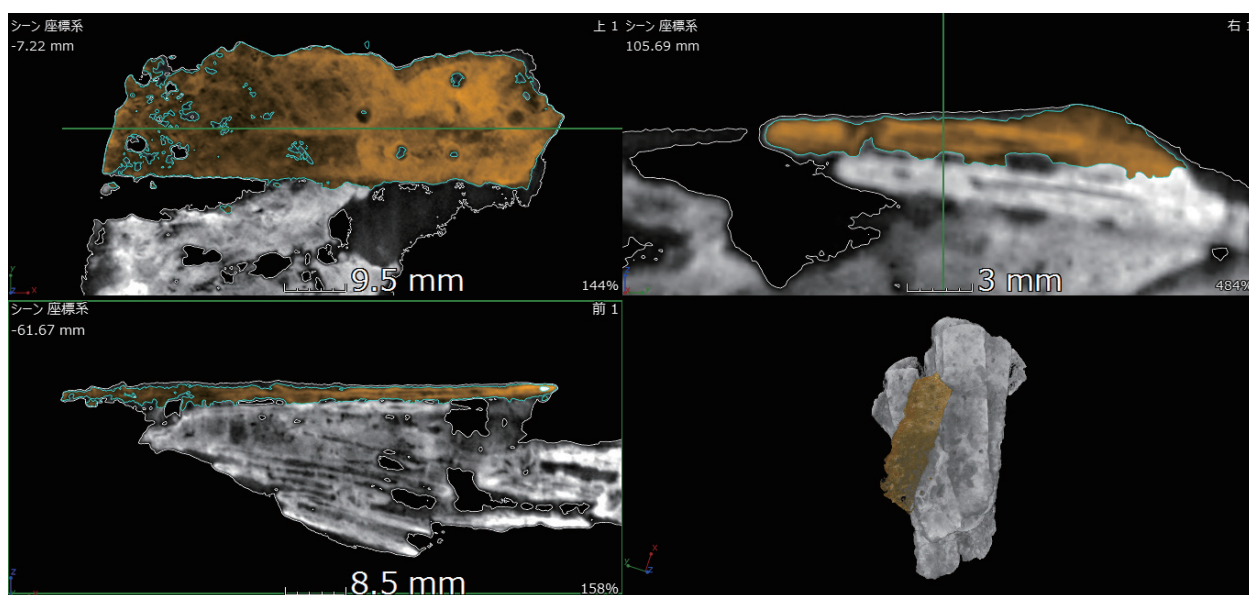 シーン 座標系
-7.22 mm
上 1
9.5 mm
144%
シーン 座標系
105.69 mm
右 1
3 mm
484%
シーン 座標系
-61.67 mm
前 1
8.5 mm
158%